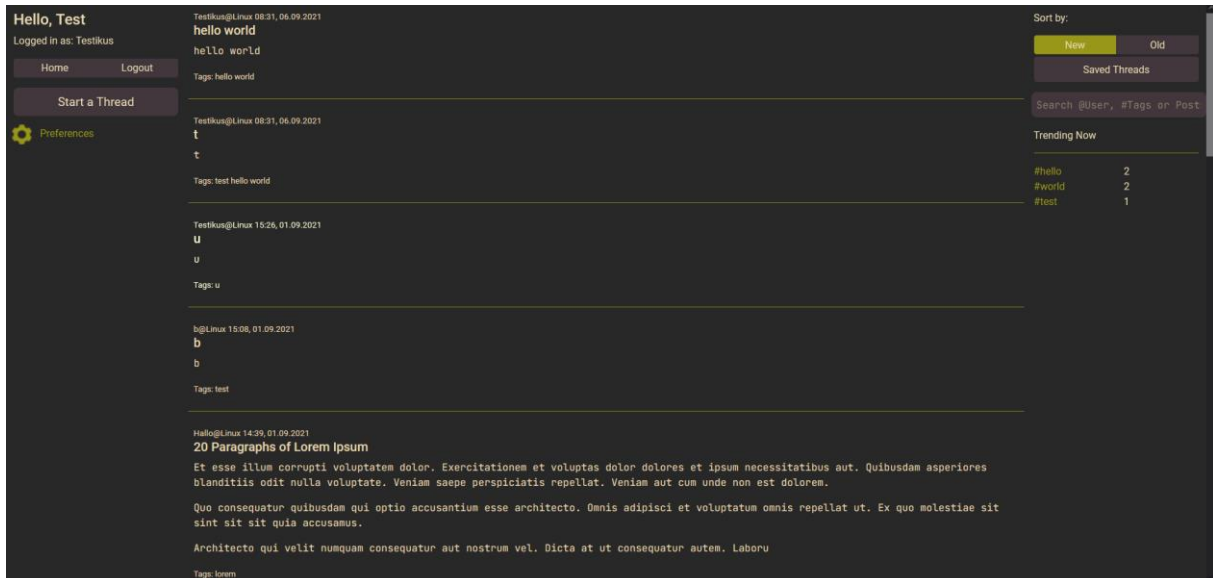 Hello, Test
Logged in as: Testikus
Home Logout
Start a Thread
Preferences
Testikus@Linux 08:31, 06.09.2021
hello world
hello world
Tags: hello world
Testikus@Linux 08:31, 06.09.2021
t
t
Tags: test hello world
Testikus@Linux 15:26, 01.09.2021
u
u
Tags: u
b@Linux 15:08, 01.09.2021
b
b
Tags: test
Hallo@Linux 14:39, 01.09.2021
20 Paragraphs of Lorem Ipsum
Et esse illum corrupti voluptatem dolor. Exercitationem et voluptas dolor dolores et ipsum necessitatibus aut. Quibusdam asperiores
blanditiis odit nulla voluptate. Veniam saepe perspiciatis repellat. Veniam aut cum unde non est dolorem.
Quo consequatur quibusdam qui optio accusantium esse architecto. Omnis adipisci et voluptatum omnis repellat ut. Ex quo molestiae sit
sint sit sit quia accusamus.
Architecto qui velit numquam consequatur aut nostrum vel. Dicta at ut consequatur autem. Laboru
Tags: lorem
Sort by:
New Old
Saved Threads
Search @User, #Tags or Post
Trending Now
#hello 2
#world 2
#test 1